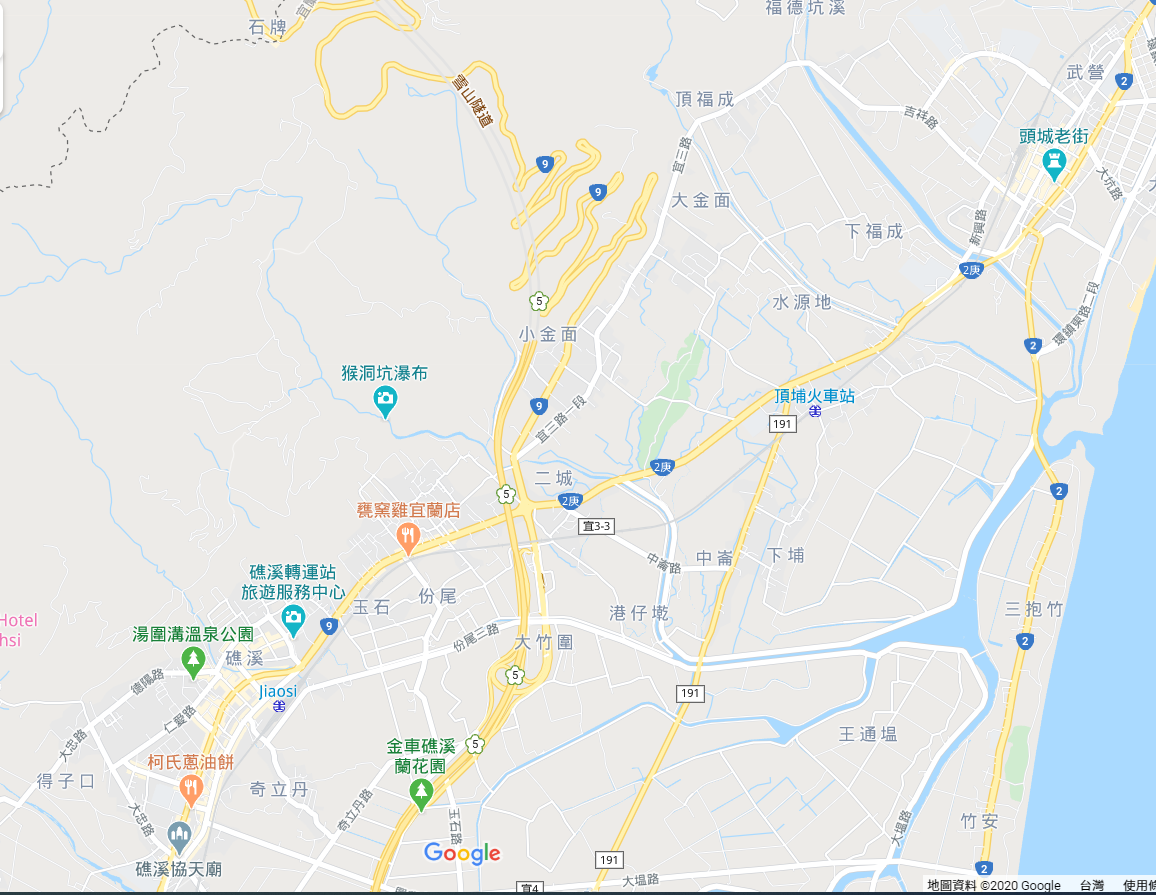 石牌
福德坑溪
雪山隧道
頂福成
武營
2
吉祥路
頭城老街
宜三路
9
9
大金面
大坑路
下福成
新興路
2庚
5
水源地
環鎮東路二段
小金面
2
猴洞坑瀑布
頂埔火車站
9
宜三路一段
191
2庚
二城
5
2庚
2
甕窯雞宜蘭店
宜3-3
中崙路
中崙
下埔
礁溪轉運站
旅遊服務中心
玉石
份尾
港仔墘
三抱竹
Hotel
hsi
9
湯圍溝溫泉公園
份尾三路
大竹圍
2
礁溪
德陽路
5
Jiaosi
191
仁愛路
大忠路
金車礁溪
蘭花園
5
王通塭
柯氏蔥油餅
得子口
奇立丹
奇立丹路
大忠路
玉石路
大塭路
竹安
Google
191
礁溪協天廟
2
宜4
大塭路
地圖資料 ©2020 Google
台灣
使用條